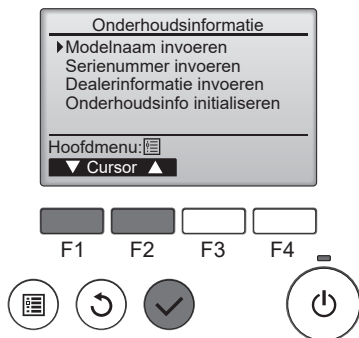 Onderhoudsinformatie
Modelnaam invoeren
Serienummer invoeren
Dealerinformatie invoeren
Onderhoudsinfo initialiseren
Hoofdmenu:
Cursor
F1 F2 F3 F4